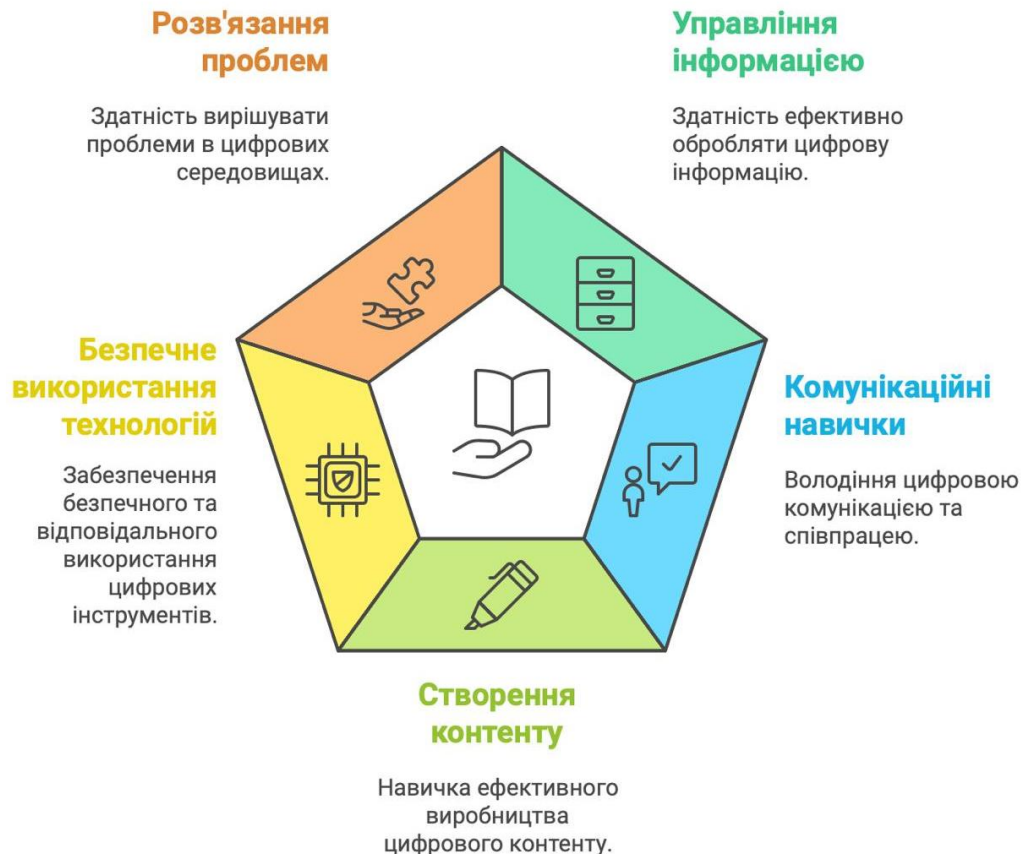 Розв'язання
проблем
Здатність вирішувати
проблеми в цифрових
середовищах.
Управління
інформацією
Здатність ефективно
обробляти цифрову
інформацію.
Безпечне
використання
технологій
Забезпечення
безпечного та
відповідального
використання
цифрових
інструментів.
Комунікаційні
навички
Володіння цифровою
комунікацією та
співпрацею.
Створення
контенту
Навичка ефективного
виробництва
цифрового контенту.